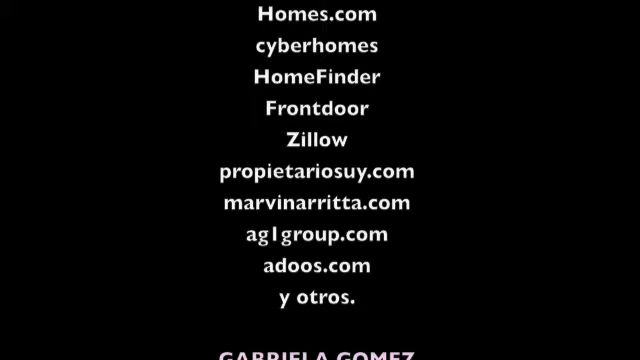 Homes.com
cyberhomes
HomeFinder
Frontdoor
Zillow
propietariosuy.com
marvinarritta.com
ag1group.com
adoos.com
y otros.
GABRIELA GOMEZ